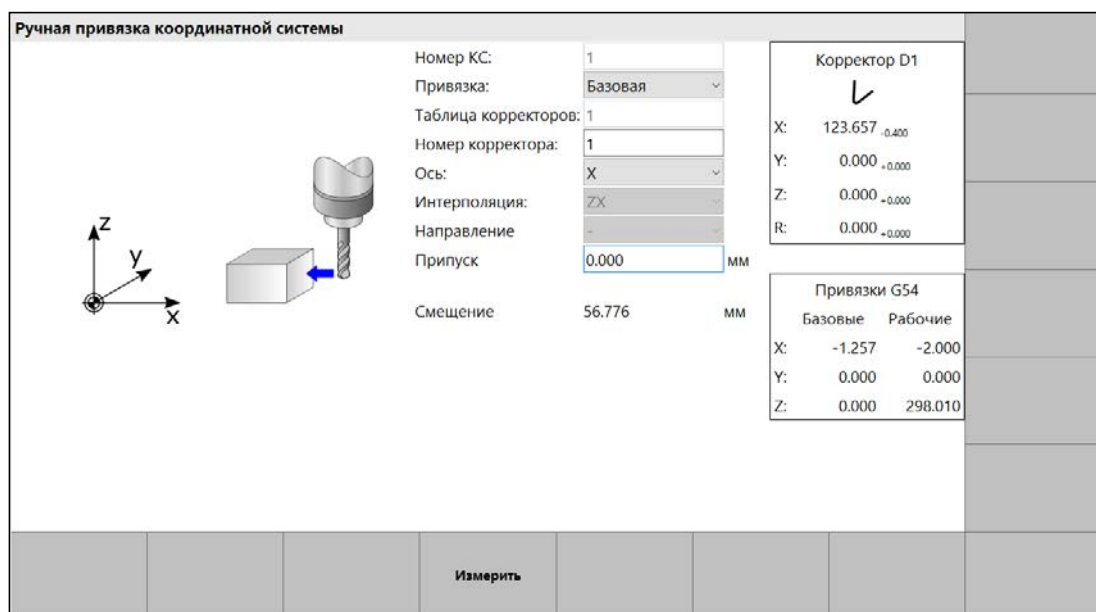 Ручная привязка координатной системы
Номер КС: 1
Привязка: Базовая
Таблица корректоров: 1
Номер корректора: 1
Ось: X
Интерполяция: ZX
Направление -
Припуск 0.000 мм
Смещение 56.776 мм
z
y
x
Корректор D1
X: 123.657 -0.400
Y: 0.000 +0.000
Z: 0.000 +0.000
R: 0.000 +0.000
Привязки G54
Базовые Рабочие
X: -1.257 -2.000
Y: 0.000 0.000
Z: 0.000 298.010
Измерить